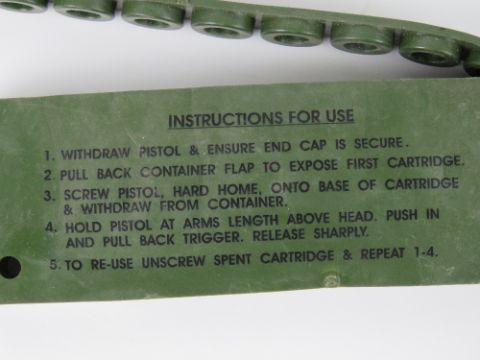 INSTRUCTIONS FOR USE
1. WITHDRAW PISTOL & ENSURE END CAP IS SECURE.
2. PULL BACK CONTAINER FLAP TO EXPOSE FIRST CARTRIDGE.
3. SCREW PISTOL, HARD HOME, ONTO BASE OF CARTRIDGE
& WITHDRAW FROM CONTAINER.
4. HOLD PISTOL AT ARMS LENGTH ABOVE HEAD. PUSH IN
AND PULL BACK TRIGGER. RELEASE SHARPLY.
5. TO RE-USE UNSCREW SPENT CARTRIDGE & REPEAT 1-4.